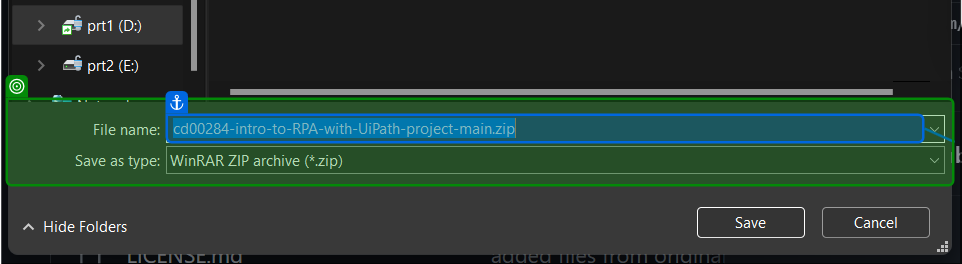 prt1 (D:)
prt2 (E:)
File name: cd00284-intro-to-RPA-with-UiPath-project-main.zip
Save as type: WinRAR ZIP archive (*.zip)
Hide Folders
Save
Cancel
LICENSE.md
added files from original